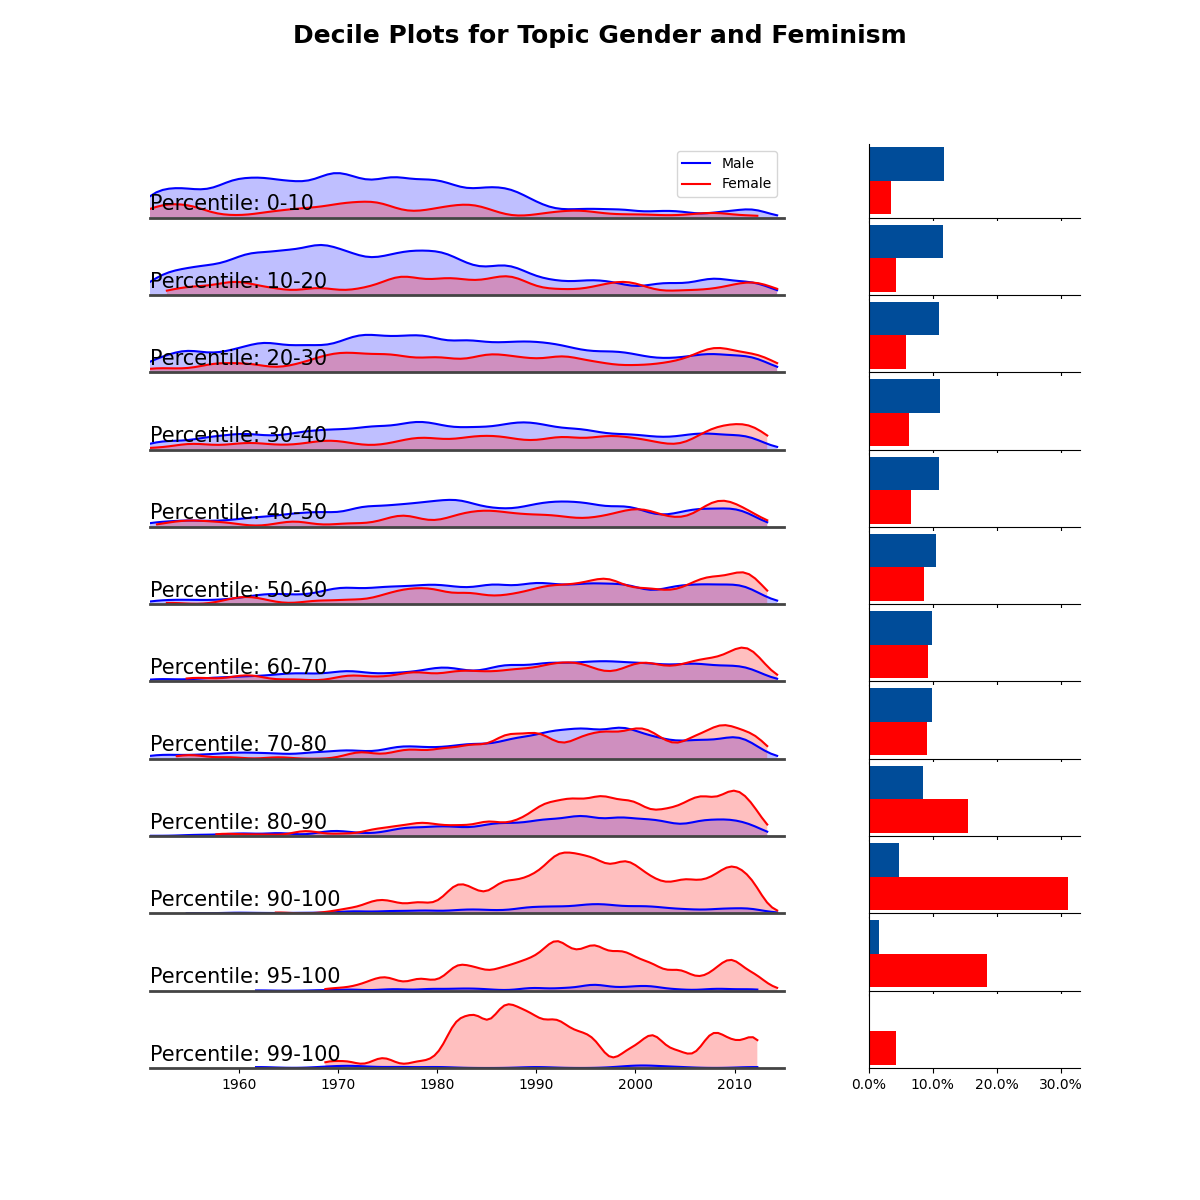 Decile Plots for Topic Gender and Feminism
Male
Female
Percentile: 0-10
Percentile: 10-20
Percentile: 20-30
Percentile: 30-40
Percentile: 40-50
Percentile: 50-60
Percentile: 60-70
Percentile: 70-80
Percentile: 80-90
Percentile: 90-100
Percentile: 95-100
Percentile: 99-100
1960 1970 1980 1990 2000 2010
0.0% 10.0% 20.0% 30.0%